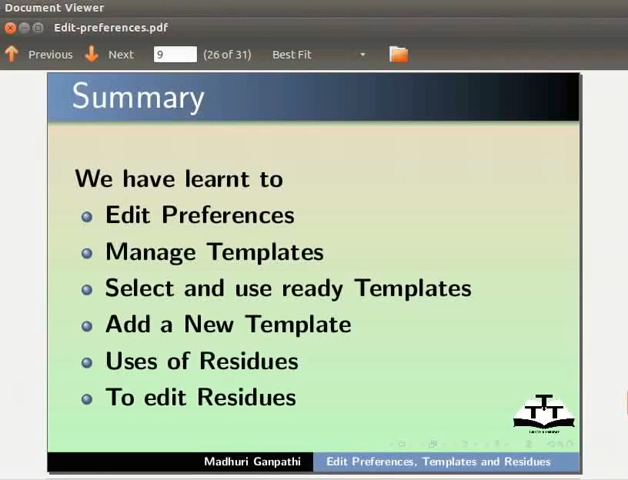 Document Viewer
Edit-preferences.pdf
Previous Next 9 (26 of 31) Best Fit
Summary
We have learnt to
Edit Preferences
Manage Templates
Select and use ready Templates
Add a New Template
Uses of Residues
To edit Residues
Madhuri Ganpathi Edit Preferences, Templates and Residues